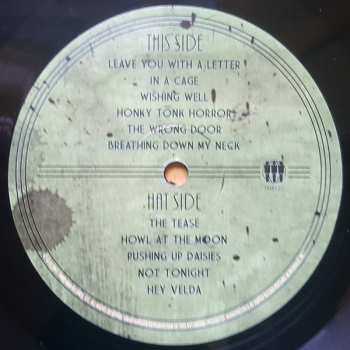 THIS SIDE
LEAVE YOU WITH A LETTER
IN A CAGE
WISHING WELL
HONKY TONK HORROR
THE WRONG DOOR
BREATHING DOWN MY NECK
HAT SIDE
THE TEASE
HOWL AT THE MOON
PUSHING UP DAISIES
NOT TONIGHT
HEY VELDA